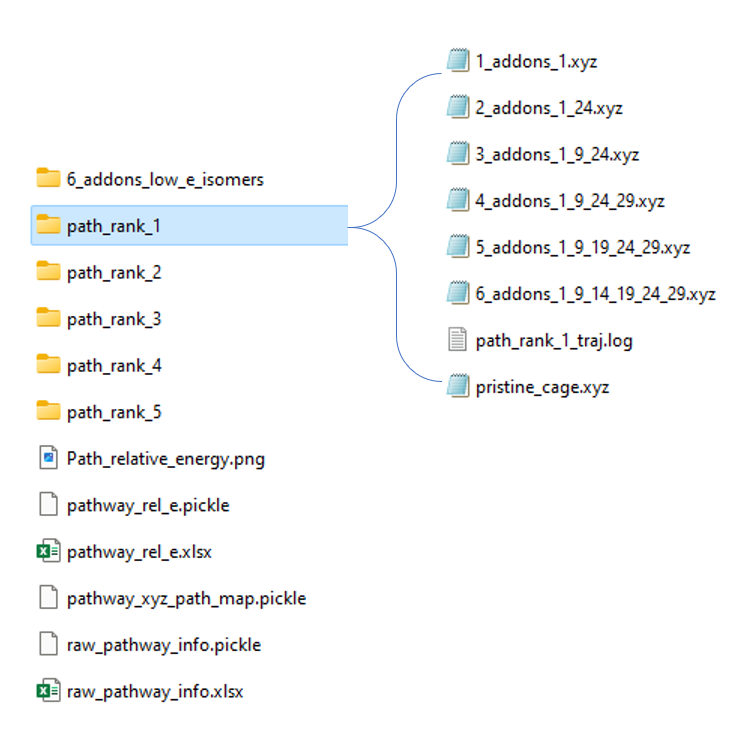 6_addons_low_e_isomers
path_rank_1
path_rank_2
path_rank_3
path_rank_4
path_rank_5
Path_relative_energy.png
pathway_rel_e.pickle
pathway_rel_e.xlsx
pathway_xyz_path_map.pickle
raw_pathway_info.pickle
raw_pathway_info.xlsx
1_addons_1.xyz
2_addons_1_24.xyz
3_addons_1_9_24.xyz
4_addons_1_9_24_29.xyz
5_addons_1_9_19_24_29.xyz
6_addons_1_9_14_19_24_29.xyz
path_rank_1_traj.log
pristine_cage.xyz